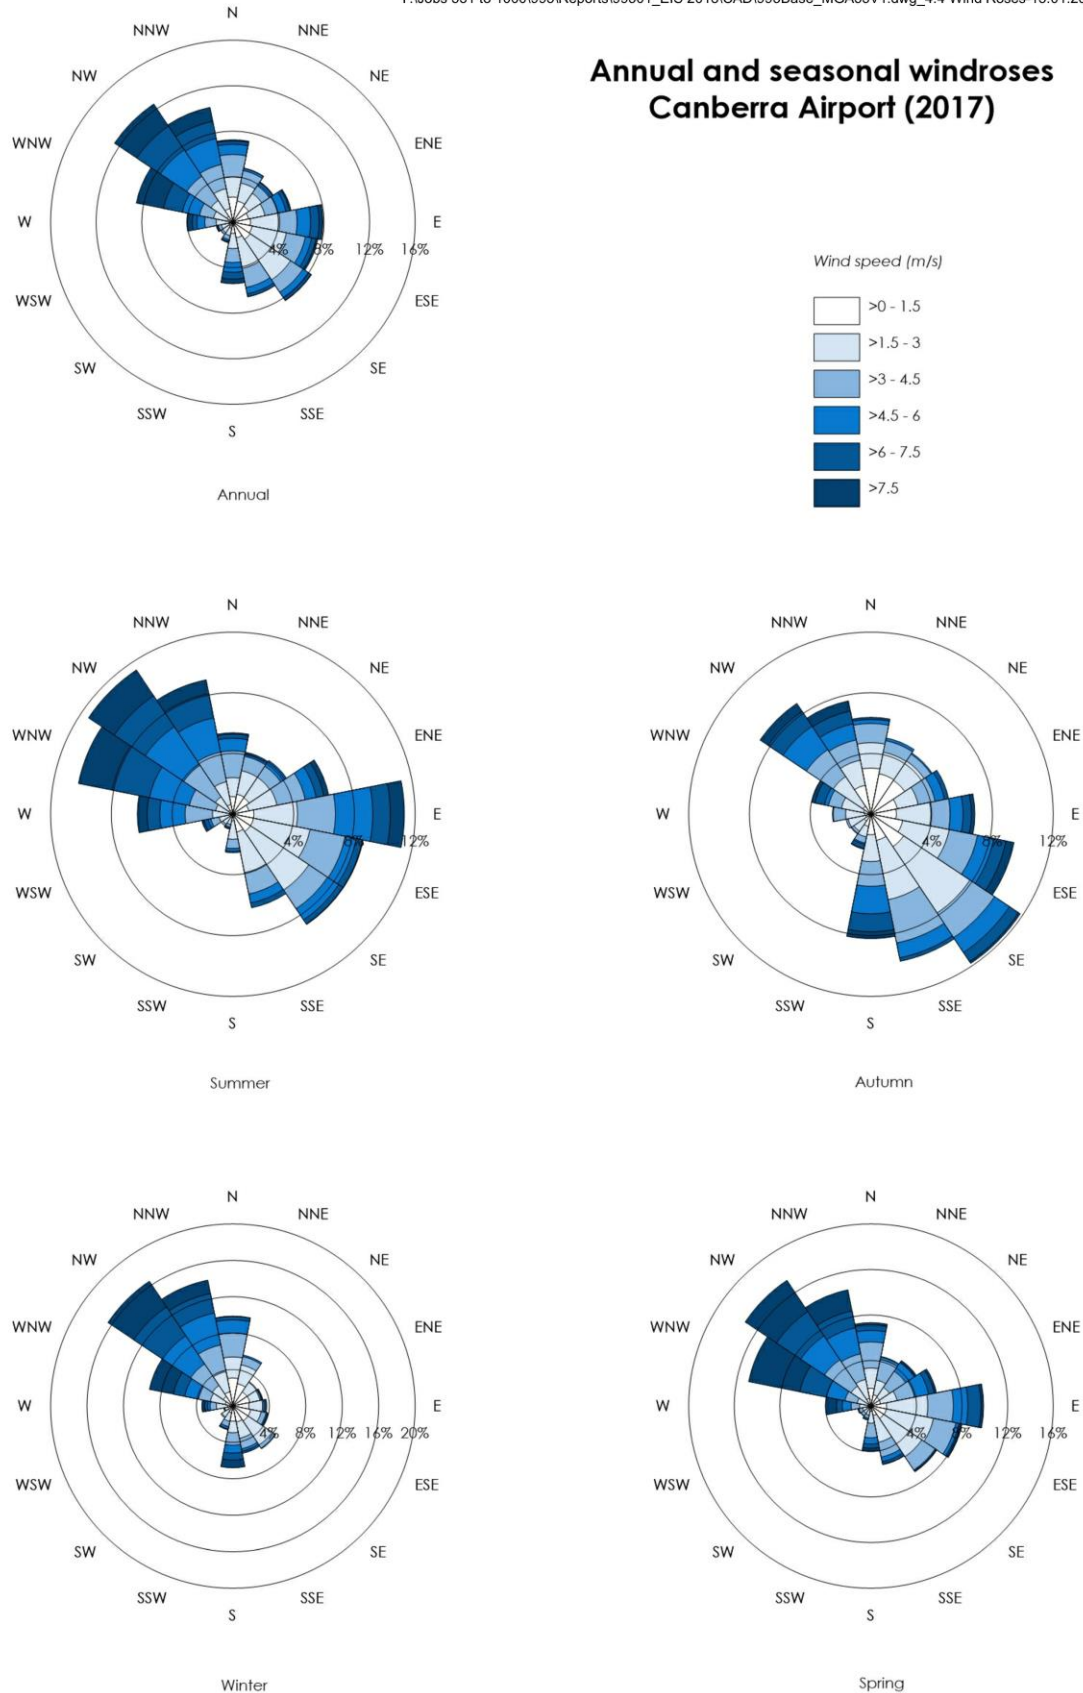 Annual and seasonal windroses
Canberra Airport (2017)
N
NNW
NNE
NW
NE
WNW
ENE
W
E
4%
8%
12%
16%
WSW
ESE
SW
SE
SSW
SSE
S
Annual
Wind speed (m/s)
>0 - 1.5
>1.5 - 3
>3 - 4.5
>4.5 - 6
>6 - 7.5
>7.5
N
NNW
NNE
NW
NE
WNW
ENE
W
E
4%
8%
12%
WSW
ESE
SW
SE
SSW
SSE
S
Summer
N
NNW
NNE
NW
NE
WNW
ENE
W
E
4%
8%
12%
WSW
ESE
SW
SE
SSW
SSE
S
Autumn
N
NNW
NNE
NW
NE
WNW
ENE
W
E
4%
8%
12%
16%
20%
WSW
ESE
SW
SE
SSW
SSE
S
Winter
N
NNW
NNE
NW
NE
WNW
ENE
W
E
4%
8%
12%
16%
WSW
ESE
SW
SE
SSW
SSE
S
Spring